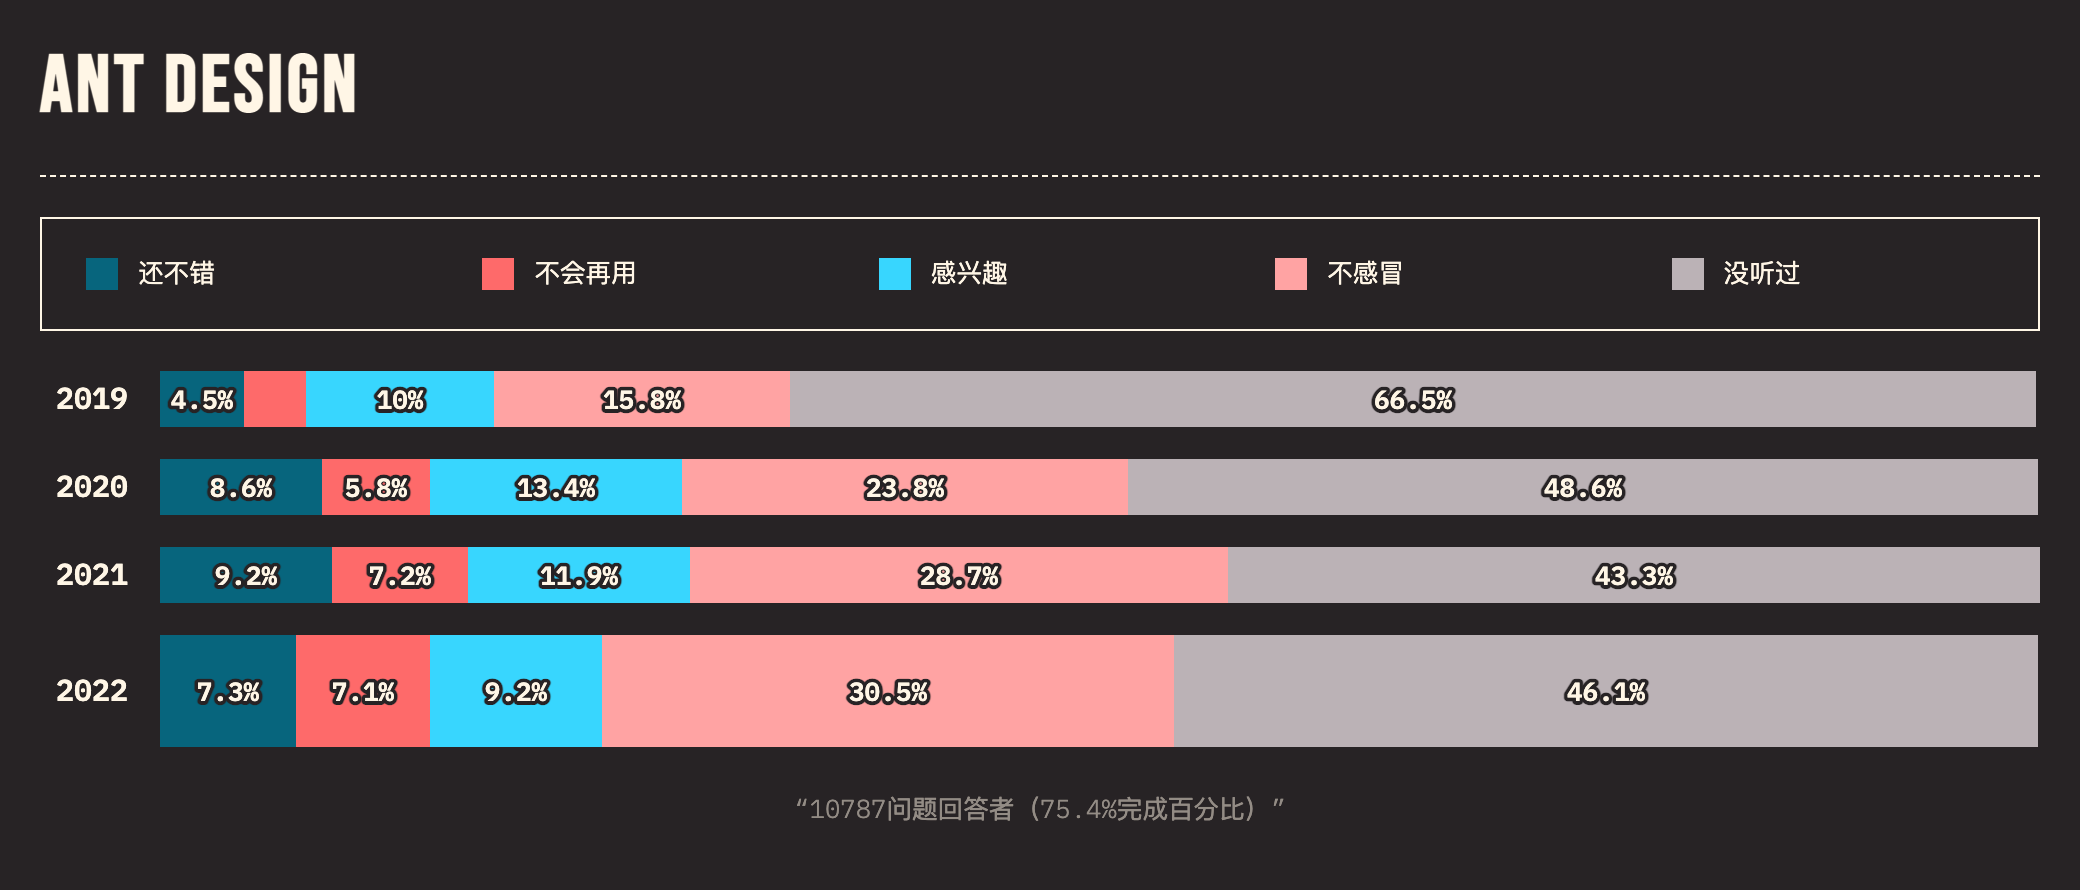 ANT DESIGN
还不错 不会再用 感兴趣 不感冒 没听过
2019 4.5% 10% 15.8% 66.5%
2020 8.6% 5.8% 13.4% 23.8% 48.6%
2021 9.2% 7.2% 11.9% 28.7% 43.3%
2022 7.3% 7.1% 9.2% 30.5% 46.1%
“10787问题回答者（75.4%完成百分比）”